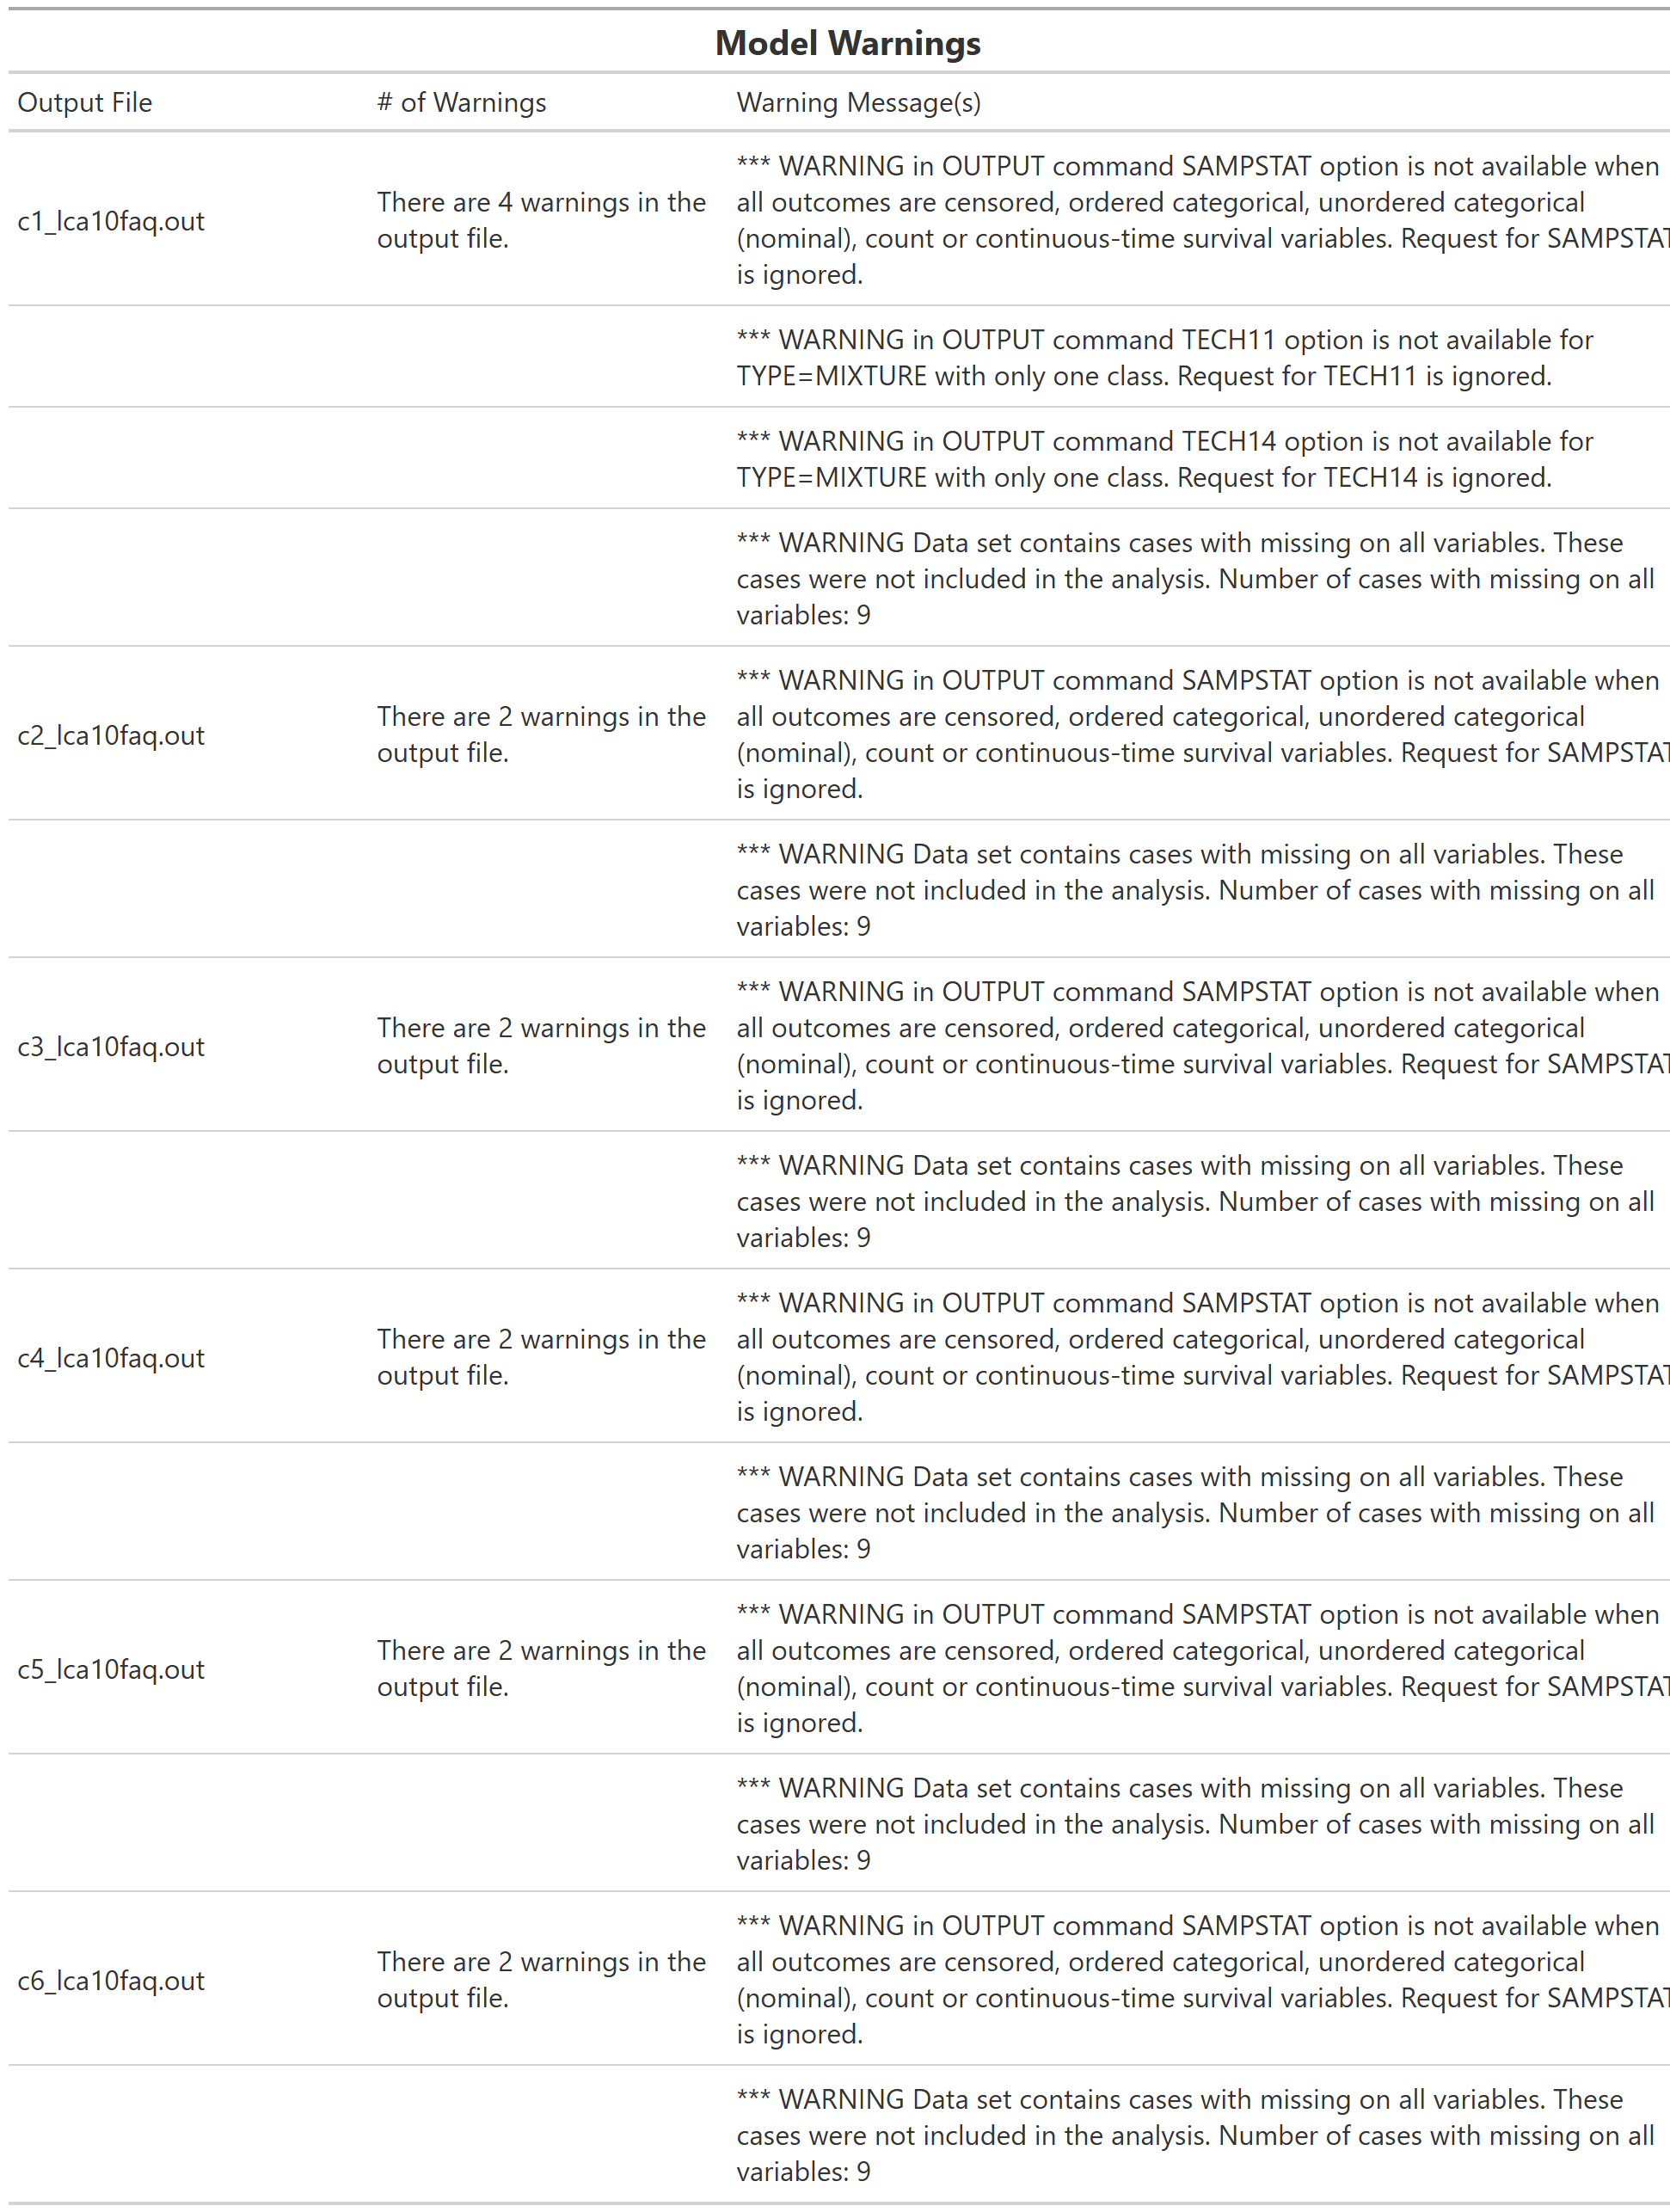 Model Warnings
Output File # of Warnings Warning Message(s)
*** WARNING in OUTPUT command SAMPSTAT option is not available when
c1_lca10faq.out There are 4 warnings in the all outcomes are censored, ordered categorical, unordered categorical
output file. (nominal), count or continuous-time survival variables. Request for SAMPSTAT
is ignored.
*** WARNING in OUTPUT command TECH11 option is not available for
TYPE=MIXTURE with only one class. Request for TECH11 is ignored.
*** WARNING in OUTPUT command TECH14 option is not available for
TYPE=MIXTURE with only one class. Request for TECH14 is ignored.
*** WARNING Data set contains cases with missing on all variables. These
cases were not included in the analysis. Number of cases with missing on all
variables: 9
*** WARNING in OUTPUT command SAMPSTAT option is not available when
c2_lca10faq.out There are 2 warnings in the all outcomes are censored, ordered categorical, unordered categorical
output file. (nominal), count or continuous-time survival variables. Request for SAMPSTAT
is ignored.
*** WARNING Data set contains cases with missing on all variables. These
cases were not included in the analysis. Number of cases with missing on all
variables: 9
*** WARNING in OUTPUT command SAMPSTAT option is not available when
c3_lca10faq.out There are 2 warnings in the all outcomes are censored, ordered categorical, unordered categorical
output file. (nominal), count or continuous-time survival variables. Request for SAMPSTAT
is ignored.
*** WARNING Data set contains cases with missing on all variables. These
cases were not included in the analysis. Number of cases with missing on all
variables: 9
*** WARNING in OUTPUT command SAMPSTAT option is not available when
c4_lca10faq.out There are 2 warnings in the all outcomes are censored, ordered categorical, unordered categorical
output file. (nominal), count or continuous-time survival variables. Request for SAMPSTAT
is ignored.
*** WARNING Data set contains cases with missing on all variables. These
cases were not included in the analysis. Number of cases with missing on all
variables: 9
*** WARNING in OUTPUT command SAMPSTAT option is not available when
c5_lca10faq.out There are 2 warnings in the all outcomes are censored, ordered categorical, unordered categorical
output file. (nominal), count or continuous-time survival variables. Request for SAMPSTAT
is ignored.
*** WARNING Data set contains cases with missing on all variables. These
cases were not included in the analysis. Number of cases with missing on all
variables: 9
*** WARNING in OUTPUT command SAMPSTAT option is not available when
c6_lca10faq.out There are 2 warnings in the all outcomes are censored, ordered categorical, unordered categorical
output file. (nominal), count or continuous-time survival variables. Request for SAMPSTAT
is ignored.
*** WARNING Data set contains cases with missing on all variables. These
cases were not included in the analysis. Number of cases with missing on all
variables: 9